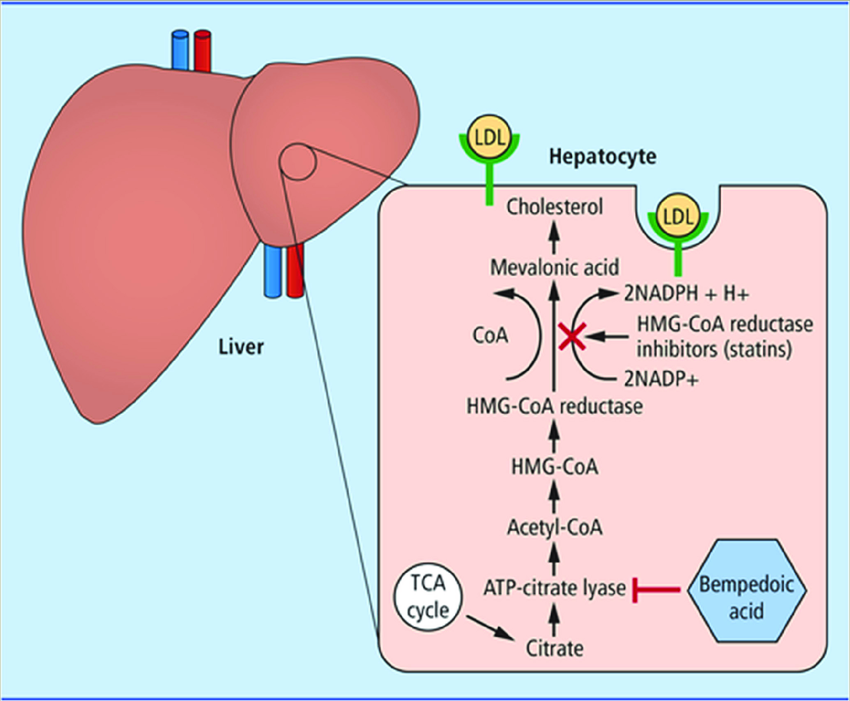 LDL
Hepatocyte
LDL
Cholesterol
Mevalonic acid
2NADPH + H+
CoA
HMG-CoA reductase
inhibitors (statins)
2NADP+
Liver
HMG-CoA reductase
HMG-CoA
Acetyl-CoA
TCA
cycle
ATP-citrate lyase
Bempedoic
acid
Citrate